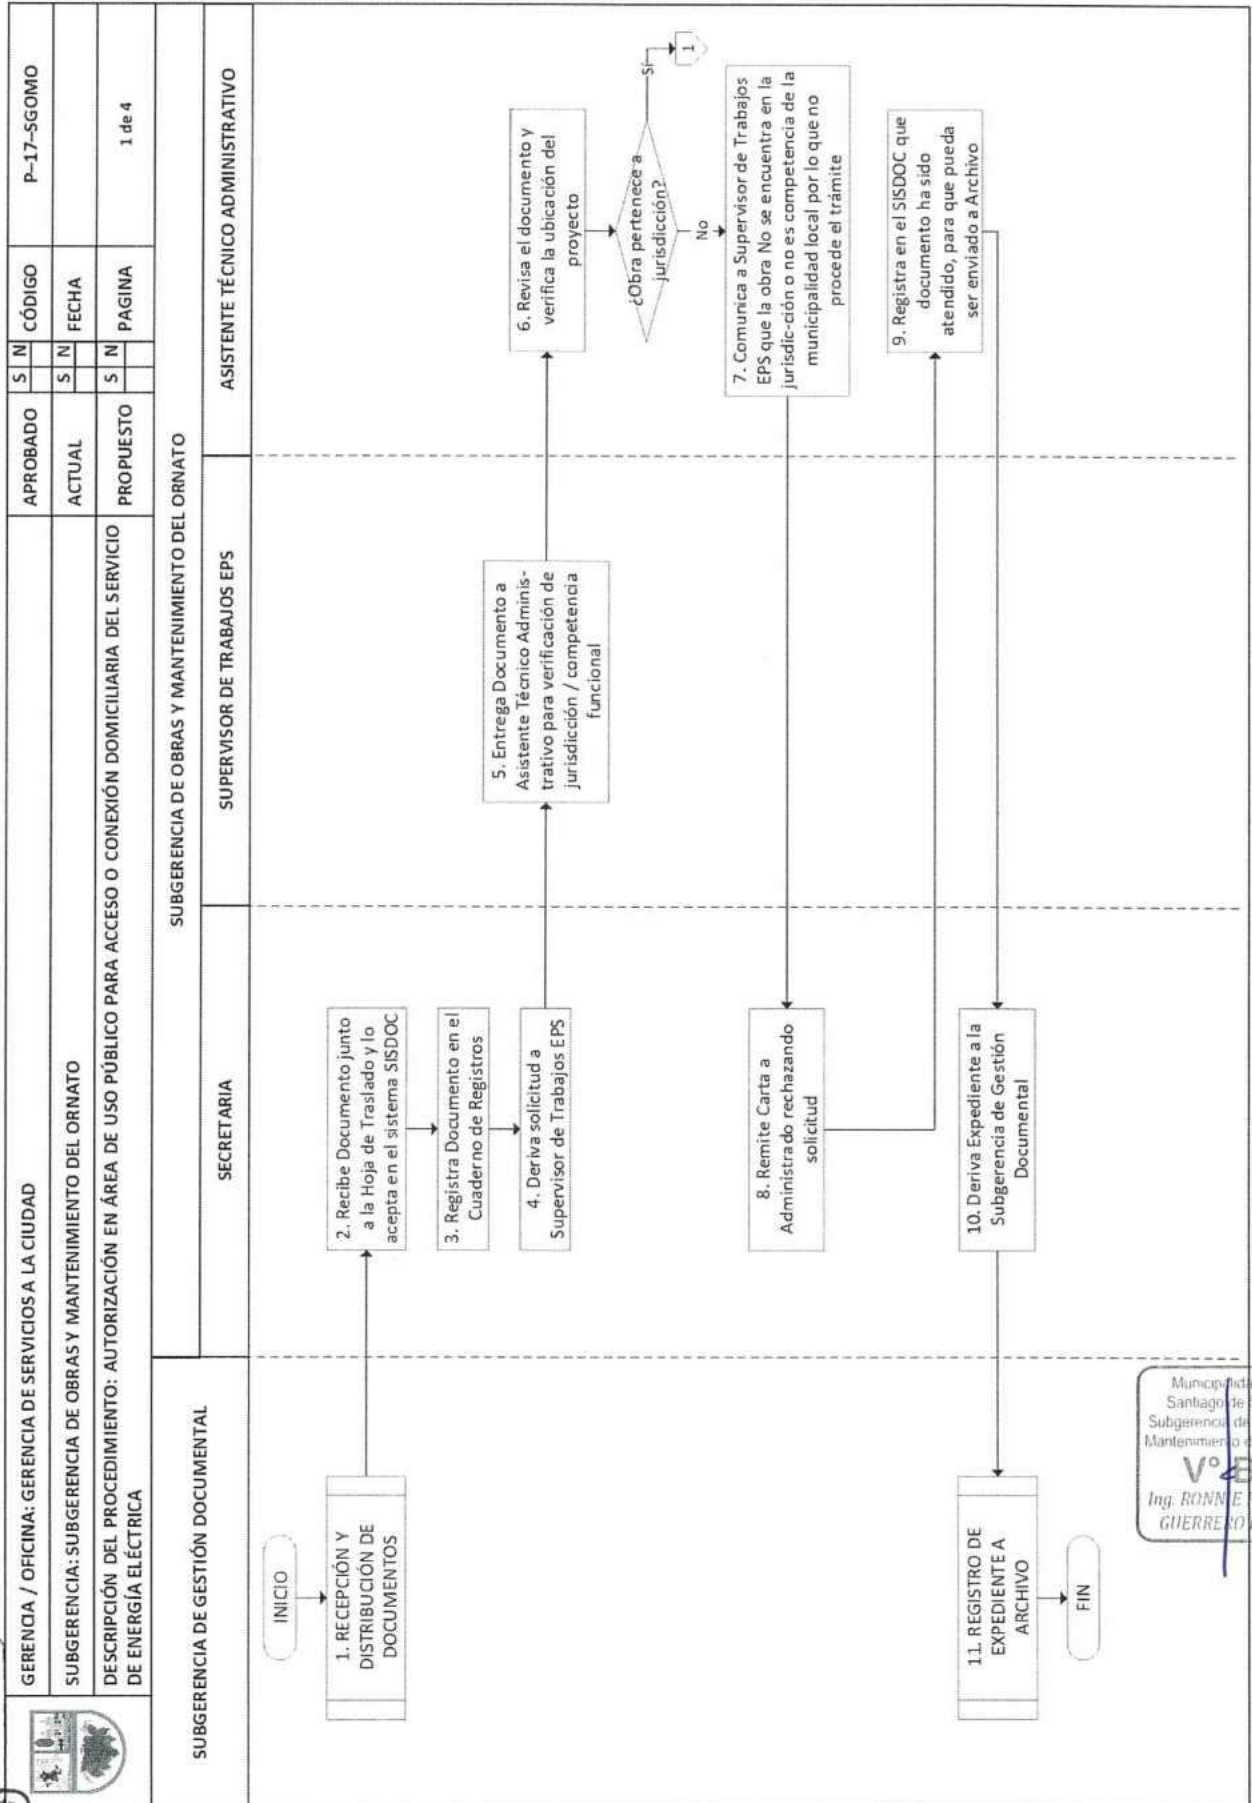 GERENCIA / OFICINA: GERENCIA DE SERVICIOS A LA CIUDAD
APROBADO
S N
CÓDIGO
P–17–SGOMO
SUBGERENCIA: SUBGERENCIA DE OBRAS Y MANTENIMIENTO DEL ORNATO
ACTUAL
S N
FECHA
DESCRIPCIÓN DEL PROCEDIMIENTO: AUTORIZACIÓN EN ÁREA DE USO PÚBLICO PARA ACCESO O CONEXIÓN DOMICILIARIA DEL SERVICIO
DE ENERGÍA ELÉCTRICA
PROPUESTO
S N
PAGINA
1 de 4
SUBGERENCIA DE GESTIÓN DOCUMENTAL
SUBGERENCIA DE OBRAS Y MANTENIMIENTO DEL ORNATO
SECRETARIA
SUPERVISOR DE TRABAJOS EPS
ASISTENTE TÉCNICO ADMINISTRATIVO
INICIO
1. RECEPCIÓN Y
DISTRIBUCIÓN DE
DOCUMENTOS
2. Recibe Documento junto
a la Hoja de Traslado y lo
acepta en el sistema SISDOC
3. Registra Documento en el
Cuaderno de Registros
4. Deriva solicitud a
Supervisor de Trabajos EPS
5. Entrega Documento a
Asistente Técnico Adminis-
trativo para verificación de
jurisdicción / competencia
funcional
6. Revisa el documento y
verifica la ubicación del
proyecto
¿Obra pertenece a
jurisdicción?
Sí
1
No
7. Comunica a Supervisor de Trabajos
EPS que la obra No se encuentra en la
jurisdic-ción o no es competencia de la
municipalidad local por lo que no
procede el trámite
8. Remite Carta a
Administrado rechazando
solicitud
9. Registra en el SISDOC que
documento ha sido
atendido, para que pueda
ser enviado a Archivo
10. Deriva Expediente a la
Subgerencia de Gestión
Documental
11. REGISTRO DE
EXPEDIENTE A
ARCHIVO
FIN
Santiago de
Subgerencia de
V°
Ing. RONNIE
GUERRERO